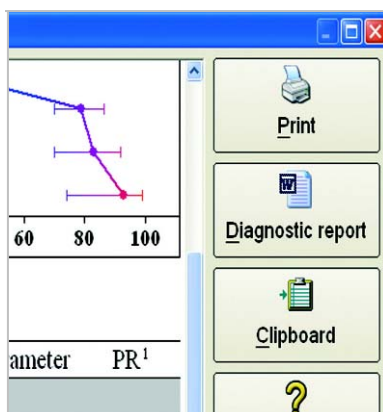 Print
60 80 100
Diagnostic report
Clipboard
ameter PR¹
?